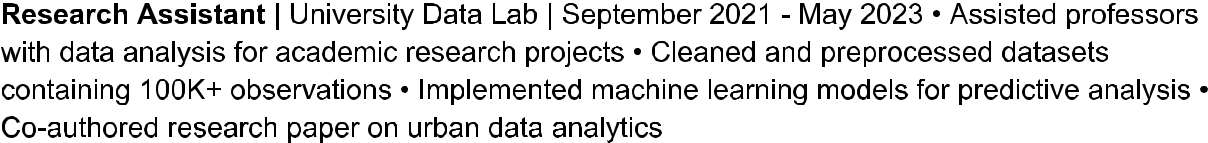 Research Assistant | University Data Lab | September 2021 - May 2023 • Assisted professors
with data analysis for academic research projects • Cleaned and preprocessed datasets
containing 100K+ observations • Implemented machine learning models for predictive analysis •
Co-authored research paper on urban data analytics